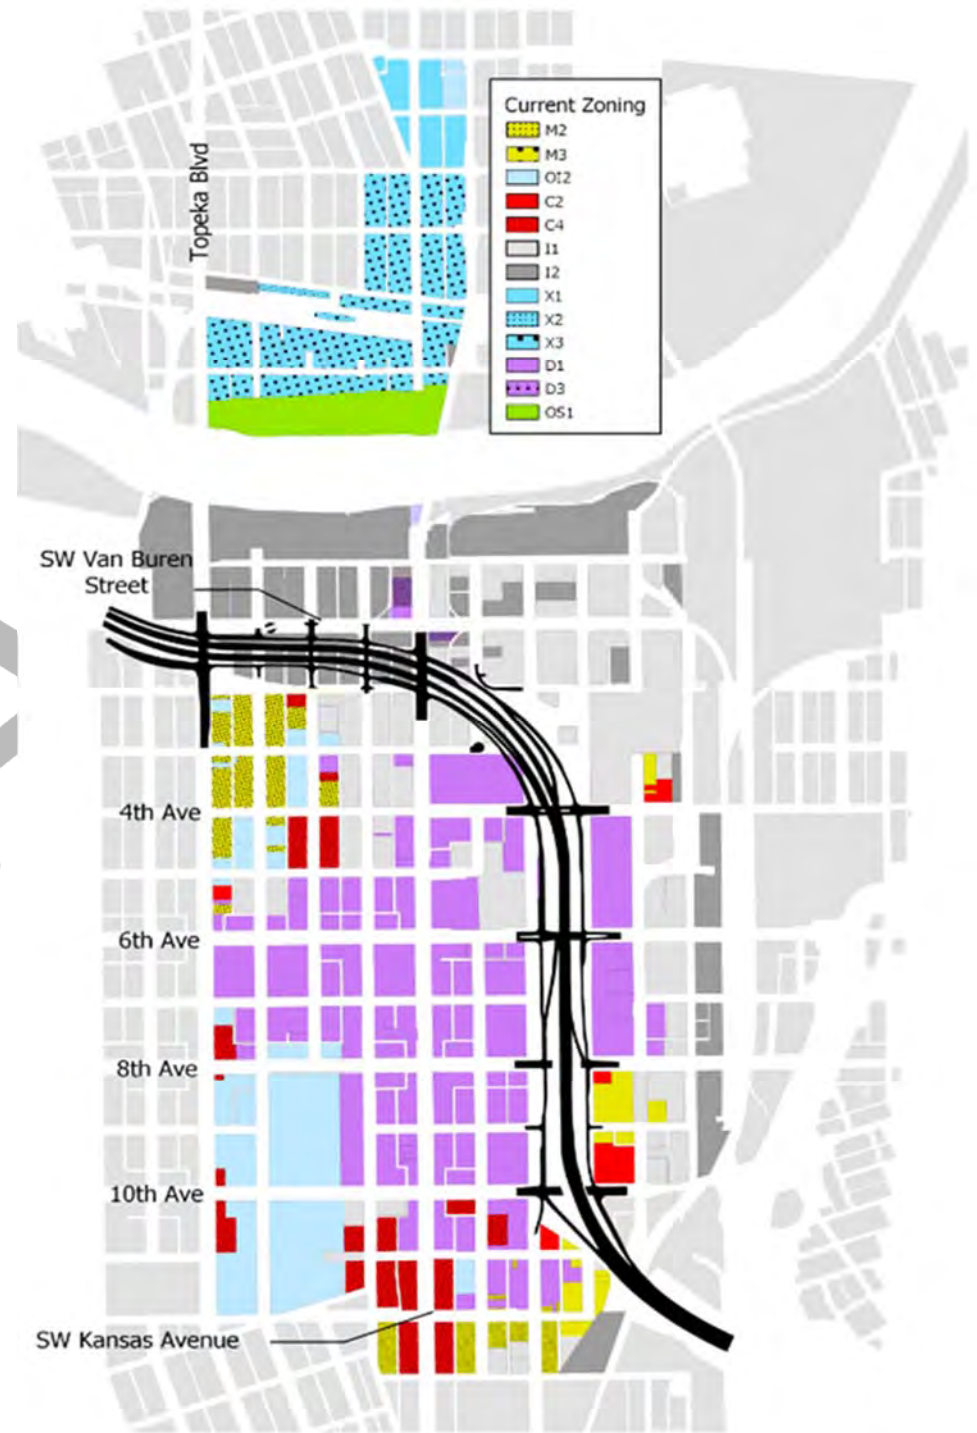 Current Zoning
M2
M3
OI2
C2
C4
I1
I2
X1
X2
X3
D1
D3
OS1
Topeka Blvd
SW Van Buren
Street
4th Ave
6th Ave
8th Ave
10th Ave
SW Kansas Avenue